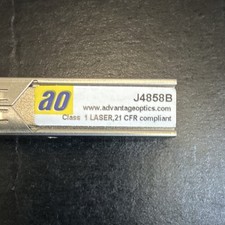 ao
J4858B
www.advantageoptics.com
Class 1 LASER,21 CFR compliant